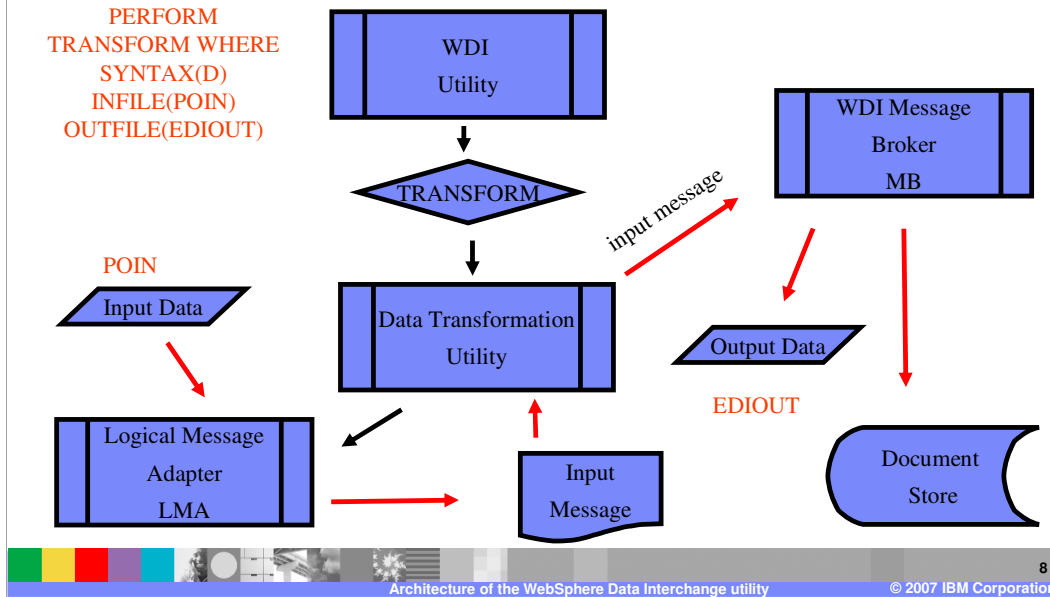 PERFORM
TRANSFORM WHERE
SYNTAX(D)
INFILE(POIN)
OUTFILE(EDIOUT)
WDI
Utility
WDI Message
Broker
MB
TRANSFORM
input message
POIN
Input Data
Data Transformation
Utility
Output Data
EDIOUT
Logical Message
Adapter
LMA
Input
Message
Document
Store
8
Architecture of the WebSphere Data Interchange utility
© 2007 IBM Corporation